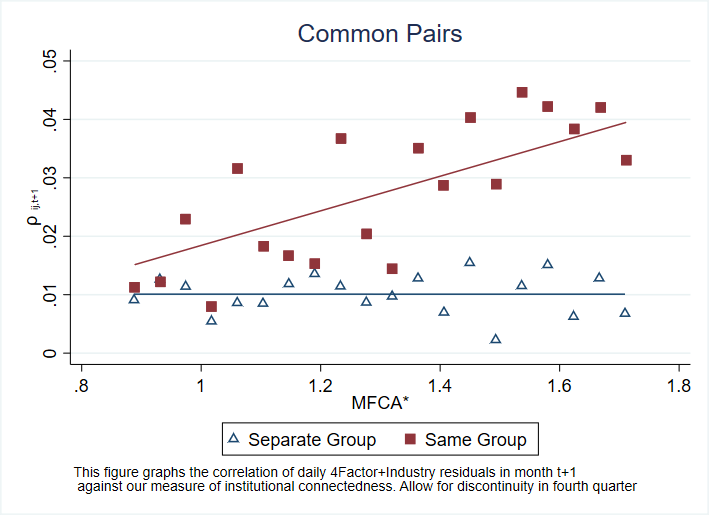 Common Pairs
.05
.04
.03
.02
.01
0
ρ ij,t+1
.8 1 1.2 1.4 1.6 1.8
MFCA*
Separate Group Same Group
This figure graphs the correlation of daily 4Factor+Industry residuals in month t+1
against our measure of institutional connectedness. Allow for discontinuity in fourth quarter